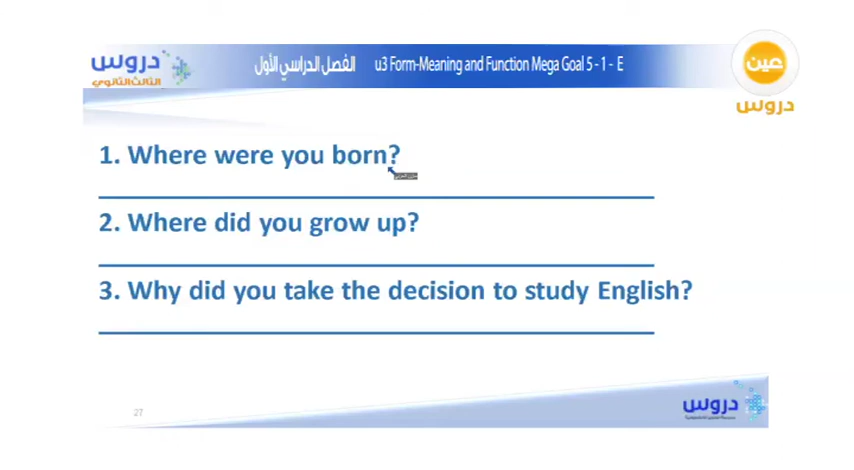 دروس
الثالث الثانوي
الفصل الدراسي الأول
u3 Form-Meaning and Function Mega Goal 5 - 1 - E
عين
دروس
1. Where were you born?
2. Where did you grow up?
3. Why did you take the decision to study English?
27
دروس